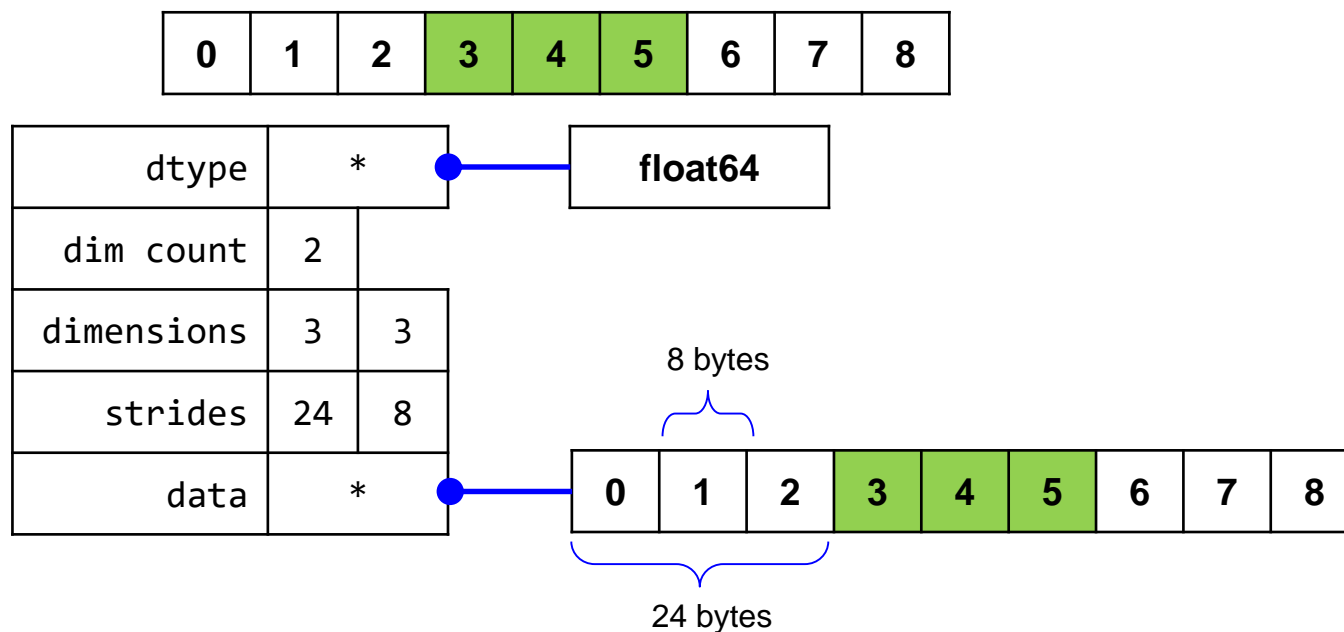 0 1 2 3 4 5 6 7 8
dtype * float64
dim count 2
dimensions 3 3
8 bytes
strides 24 8
data * 0 1 2 3 4 5 6 7 8
24 bytes